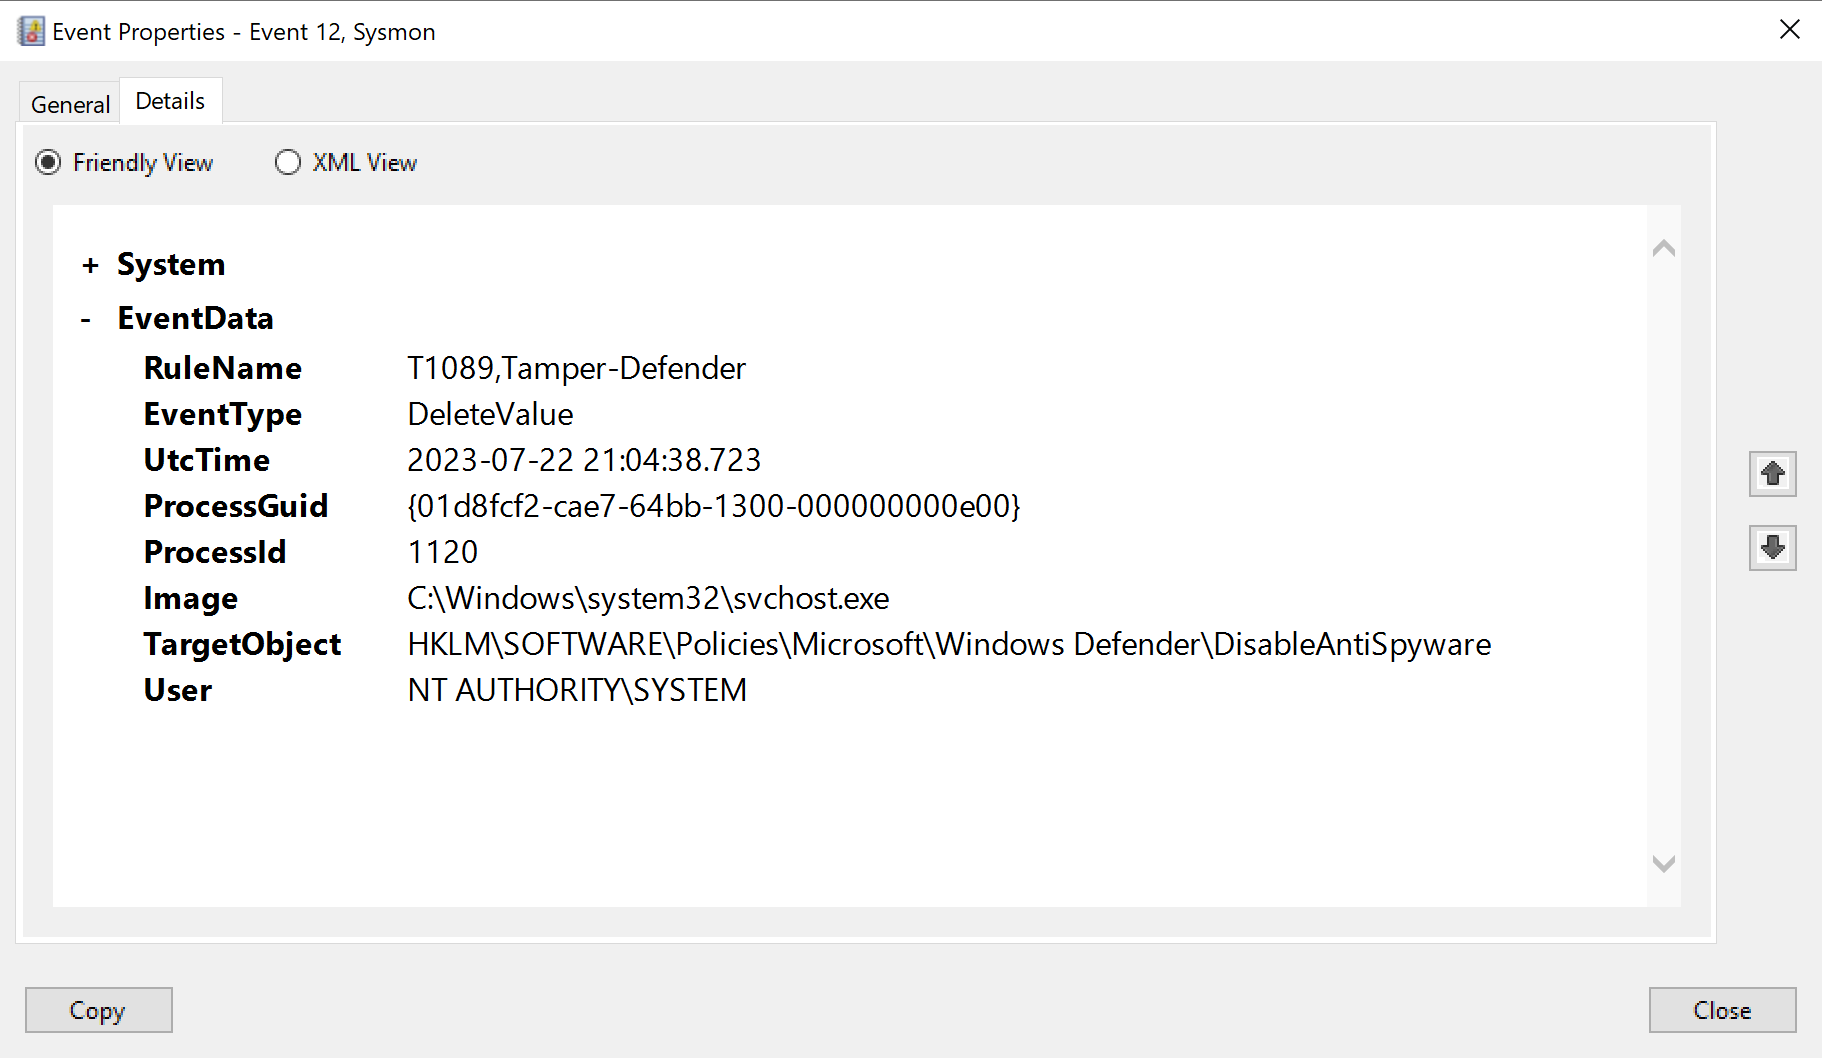 Event Properties - Event 12, Sysmon
General Details
Friendly View XML View
+ System
- EventData
RuleName T1089,Tamper-Defender
EventType DeleteValue
UtcTime 2023-07-22 21:04:38.723
ProcessGuid {01d8fcf2-cae7-64bb-1300-000000000e00}
ProcessId 1120
Image C:\Windows\system32\svchost.exe
TargetObject HKLM\SOFTWARE\Policies\Microsoft\Windows Defender\DisableAntiSpyware
User NT AUTHORITY\SYSTEM
Copy Close